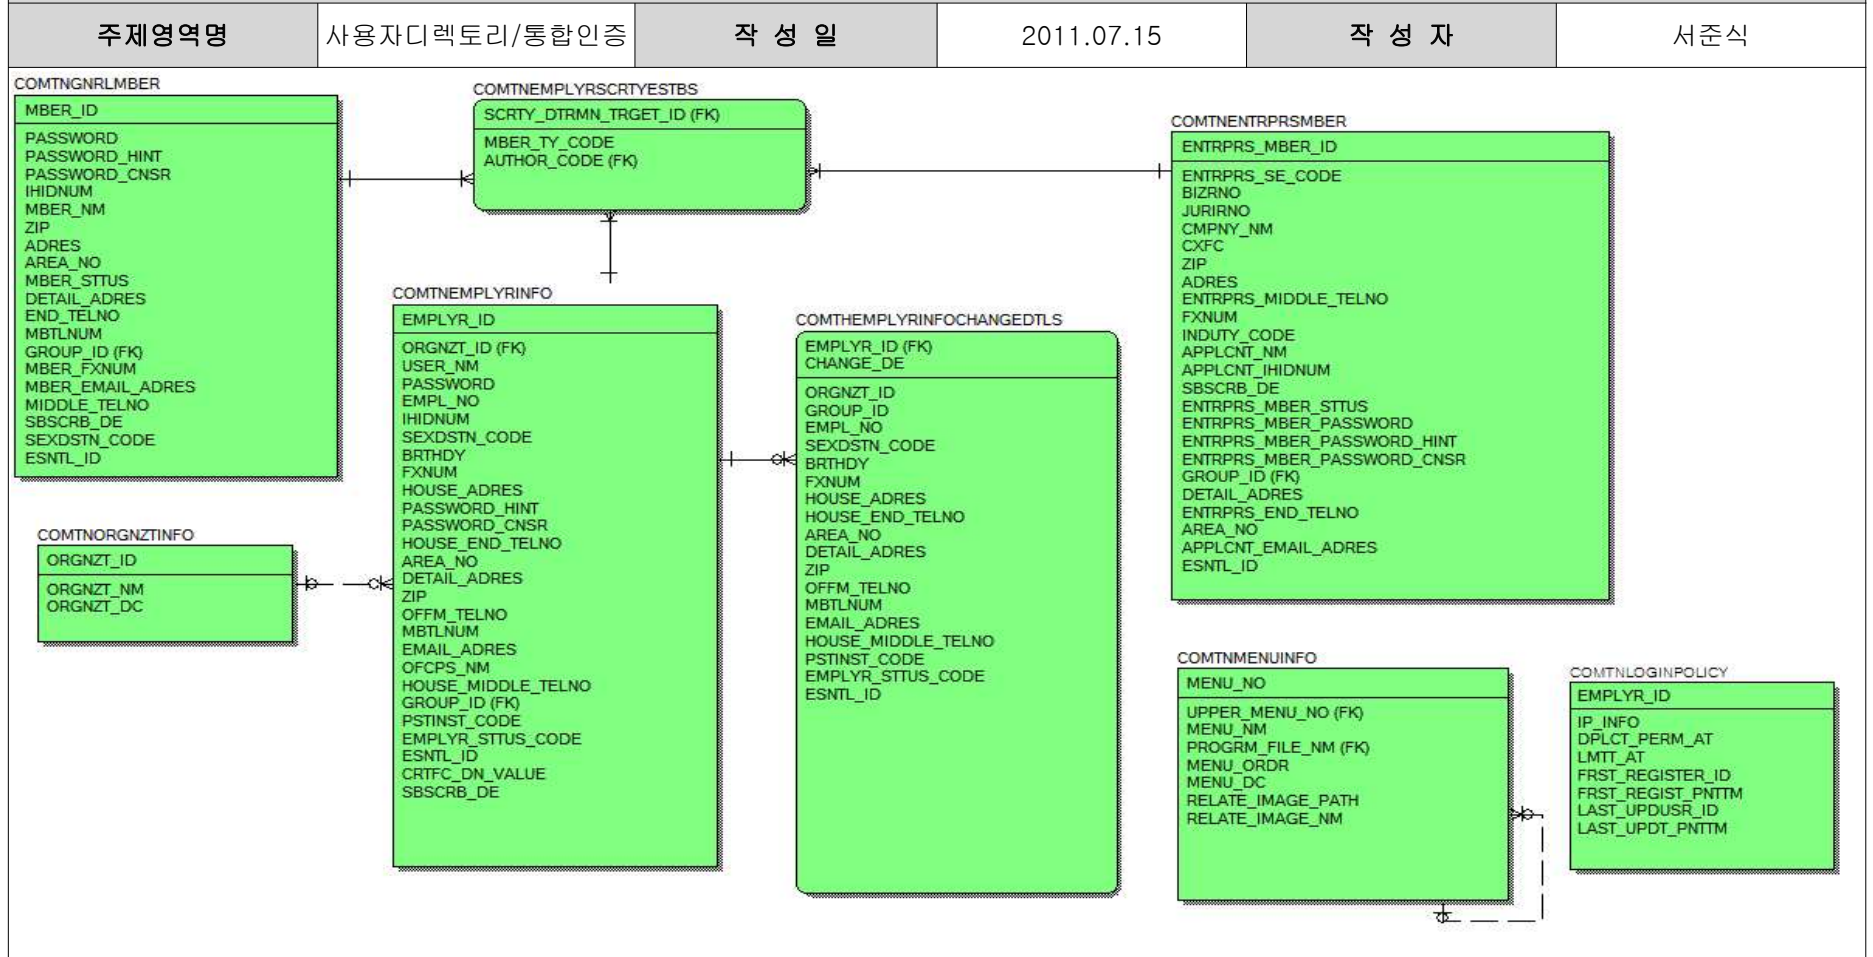 주제영역명
사용자디렉토리/통합인증
작 성 일
2011.07.15
작 성 자
서준식
COMTNGNRLMBER
MBER_ID
PASSWORD
PASSWORD_HINT
PASSWORD_CNSR
IHIDNUM
MBER_NM
ZIP
ADRES
AREA_NO
MBER_STTUS
DETAIL_ADRES
END_TELNO
MBTLNUM
GROUP_ID (FK)
MBER_FXNUM
MBER_EMAIL_ADRES
MIDDLE_TELNO
SBSCRB_DE
SEXDSTN_CODE
ESNTL_ID
COMTNEMPLYRSCRTYESTBS
SCRTY_DTRMN_TRGET_ID (FK)
MBER_TY_CODE
AUTHOR_CODE (FK)
COMTNENTRPRSMBER
ENTRPRS_MBER_ID
ENTRPRS_SE_CODE
BIZRNO
JURIRNO
CMPNY_NM
CXFC
ZIP
ADRES
ENTRPRS_MIDDLE_TELNO
FXNUM
INDUTY_CODE
APPLCNT_NM
APPLCNT_IHIDNUM
SBSCRB_DE
ENTRPRS_MBER_STTUS
ENTRPRS_MBER_PASSWORD
ENTRPRS_MBER_PASSWORD_HINT
ENTRPRS_MBER_PASSWORD_CNSR
GROUP_ID (FK)
DETAIL_ADRES
ENTRPRS_END_TELNO
AREA_NO
APPLCNT_EMAIL_ADRES
ESNTL_ID
COMTNEMPLYRINFO
EMPLYR_ID
ORGNZT_ID (FK)
USER_NM
PASSWORD
EMPL_NO
IHIDNUM
SEXDSTN_CODE
BRTHDY
FXNUM
HOUSE_ADRES
PASSWORD_HINT
PASSWORD_CNSR
HOUSE_END_TELNO
AREA_NO
DETAIL_ADRES
ZIP
OFFM_TELNO
MBTLNUM
EMAIL_ADRES
OFCPS_NM
HOUSE_MIDDLE_TELNO
GROUP_ID (FK)
PSTINST_CODE
EMPLYR_STTUS_CODE
ESNTL_ID
CRTFC_DN_VALUE
SBSCRB_DE
COMTHEMPLYRINFOCHANGEDTLS
EMPLYR_ID (FK)
CHANGE_DE
ORGNZT_ID
GROUP_ID
EMPL_NO
SEXDSTN_CODE
BRTHDY
FXNUM
HOUSE_ADRES
HOUSE_END_TELNO
AREA_NO
DETAIL_ADRES
ZIP
OFFM_TELNO
MBTLNUM
EMAIL_ADRES
HOUSE_MIDDLE_TELNO
PSTINST_CODE
EMPLYR_STTUS_CODE
ESNTL_ID
COMTNORGNZTINFO
ORGNZT_ID
ORGNZT_NM
ORGNZT_DC
COMTNMENUINFO
MENU_NO
UPPER_MENU_NO (FK)
MENU_NM
PROGRM_FILE_NM (FK)
MENU_ORDR
MENU_DC
RELATE_IMAGE_PATH
RELATE_IMAGE_NM
COMTNLOGINPOLICY
EMPLYR_ID
IP_INFO
DPLCT_PERM_AT
LMTT_AT
FRST_REGISTER_ID
FRST_REGIST_PNTTM
LAST_UPDUSR_ID
LAST_UPDT_PNTTM